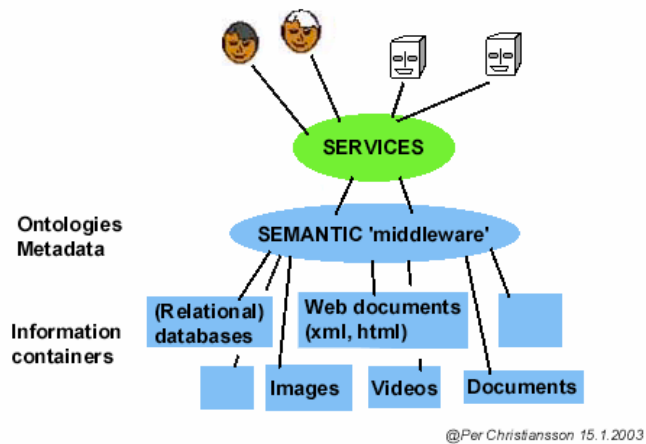 SERVICES
Ontologies
Metadata
SEMANTIC 'middleware'
Information
containers
(Relational)
databases
Web documents
(xml, html)
Images
Videos
Documents
@Per Christiansson 15.1.2003